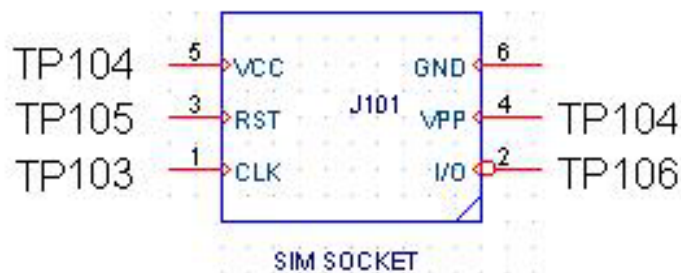 TP104 5 VCC GND 6
J101
TP105 3 RST VPP 4 TP104
TP103 1 CLK I/O 2 TP106
SIM SOCKET